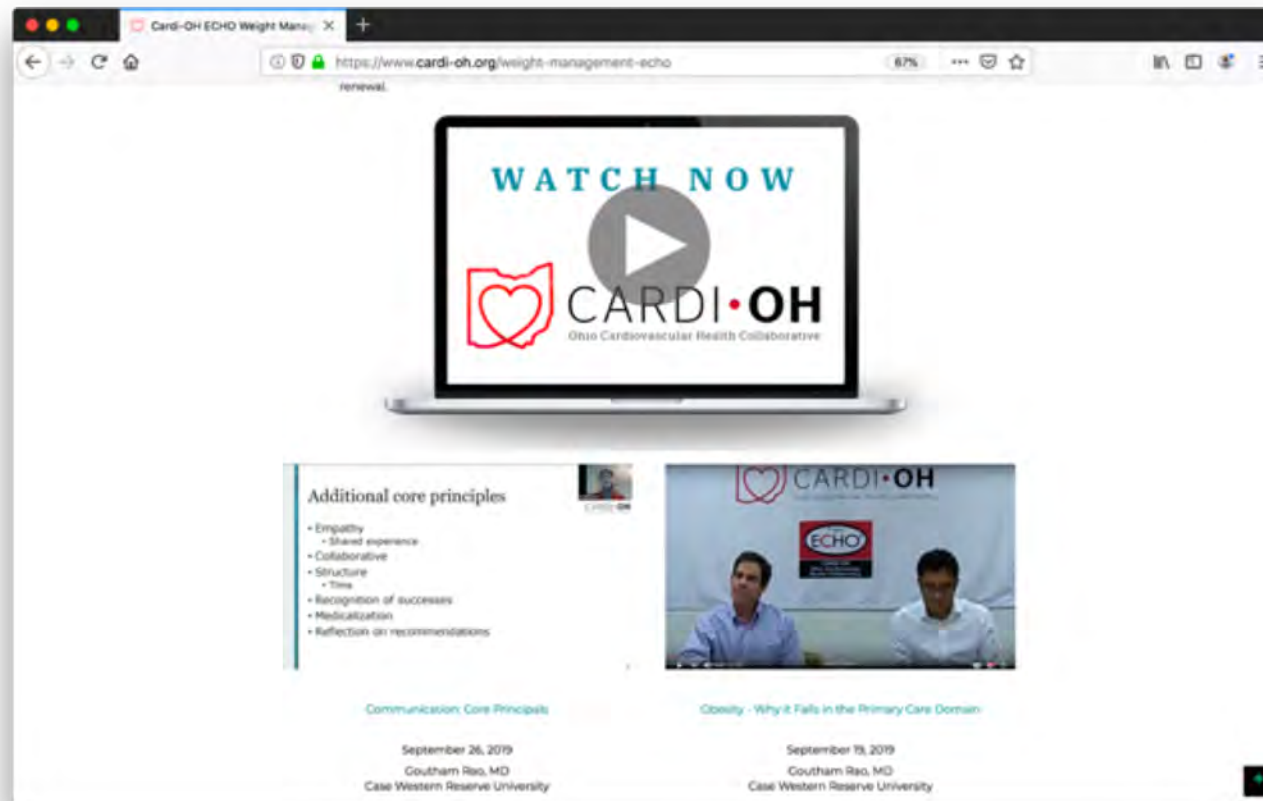 Cardi-OH ECHO Weight Manag
https://www.cardi-oh.org/weight-management-echo
67%
renewal.
WATCH NOW
CARDI•OH
Ohio Cardiovascular Health Collaborative
Additional core principles
• Empathy
• Shared experience
• Collaborative
• Structure
• Time
• Recognition of successes
• Medicalization
• Reflection on recommendations
CARDI•OH
CARDI•OH
ECHO
Communication: Core Principals
Obesity - Why it Falls in the Primary Care Domain
September 26, 2019
September 19, 2019
Goutham Rao, MD
Goutham Rao, MD
Case Western Reserve University
Case Western Reserve University